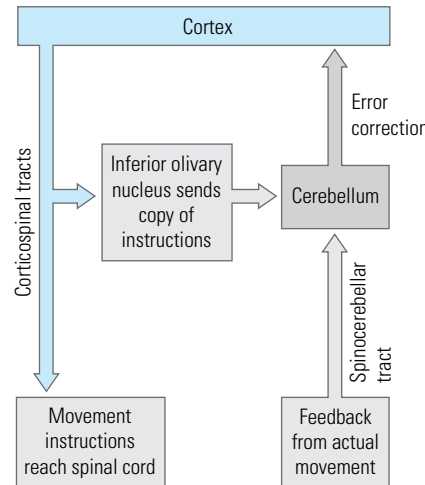 Cortex
Error
correction
Corticospinal tracts
Inferior olivary
nucleus sends
copy of
instructions
Cerebellum
Spinocerebellar
tract
Movement
instructions
reach spinal cord
Feedback
from actual
movement